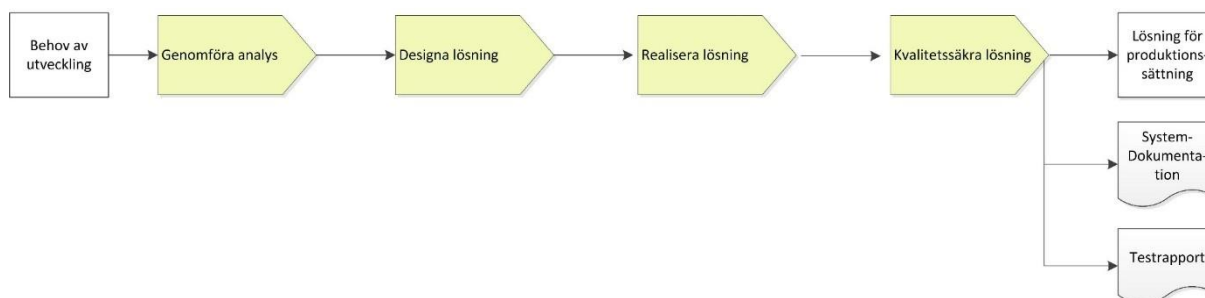 Behov av
utveckling
Genomföra analys
Designa lösning
Realisera lösning
Kvalitetssäkra lösning
Lösning för
produktions-
sättning
System-
Dokumenta-
tion
Testrapport